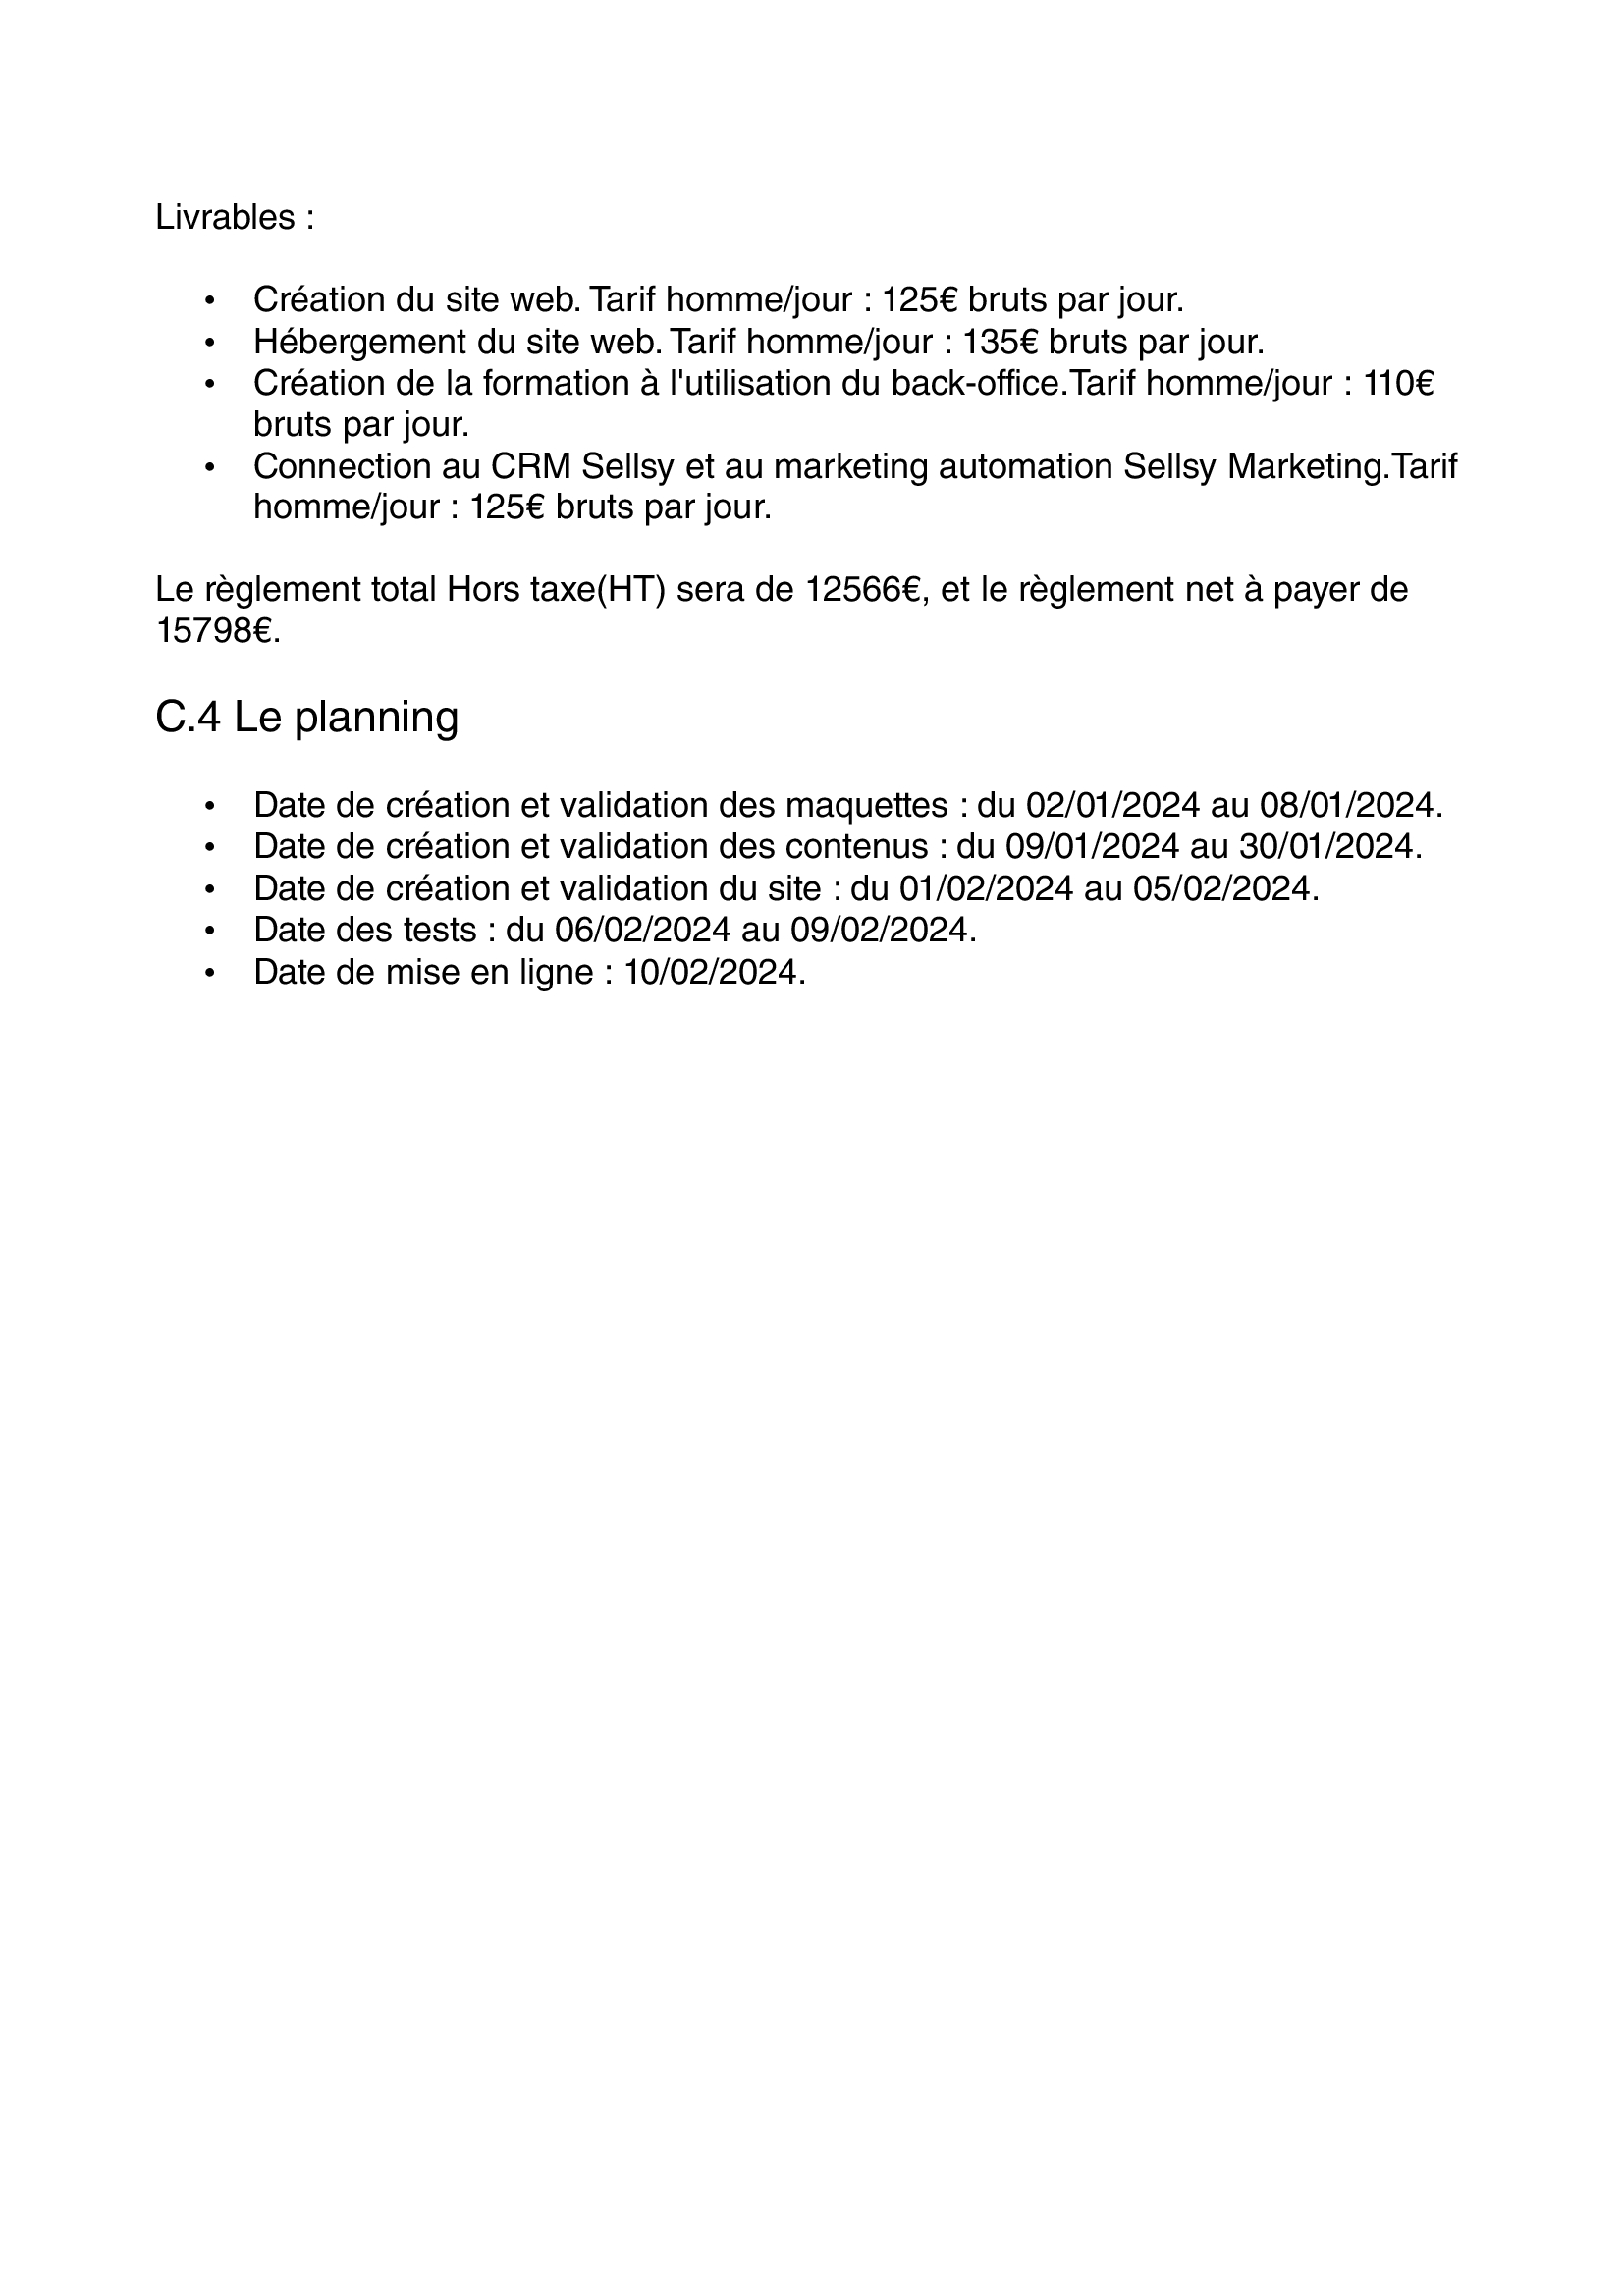 Livrables :
• Création du site web. Tarif homme/jour : 125€ bruts par jour.
• Hébergement du site web. Tarif homme/jour : 135€ bruts par jour.
• Création de la formation à l'utilisation du back-office.Tarif homme/jour : 110€
bruts par jour.
• Connection au CRM Sellsy et au marketing automation Sellsy Marketing.Tarif
homme/jour : 125€ bruts par jour.
Le règlement total Hors taxe(HT) sera de 12566€, et le règlement net à payer de
15798€.
C.4 Le planning
• Date de création et validation des maquettes : du 02/01/2024 au 08/01/2024.
• Date de création et validation des contenus : du 09/01/2024 au 30/01/2024.
• Date de création et validation du site : du 01/02/2024 au 05/02/2024.
• Date des tests : du 06/02/2024 au 09/02/2024.
• Date de mise en ligne : 10/02/2024.